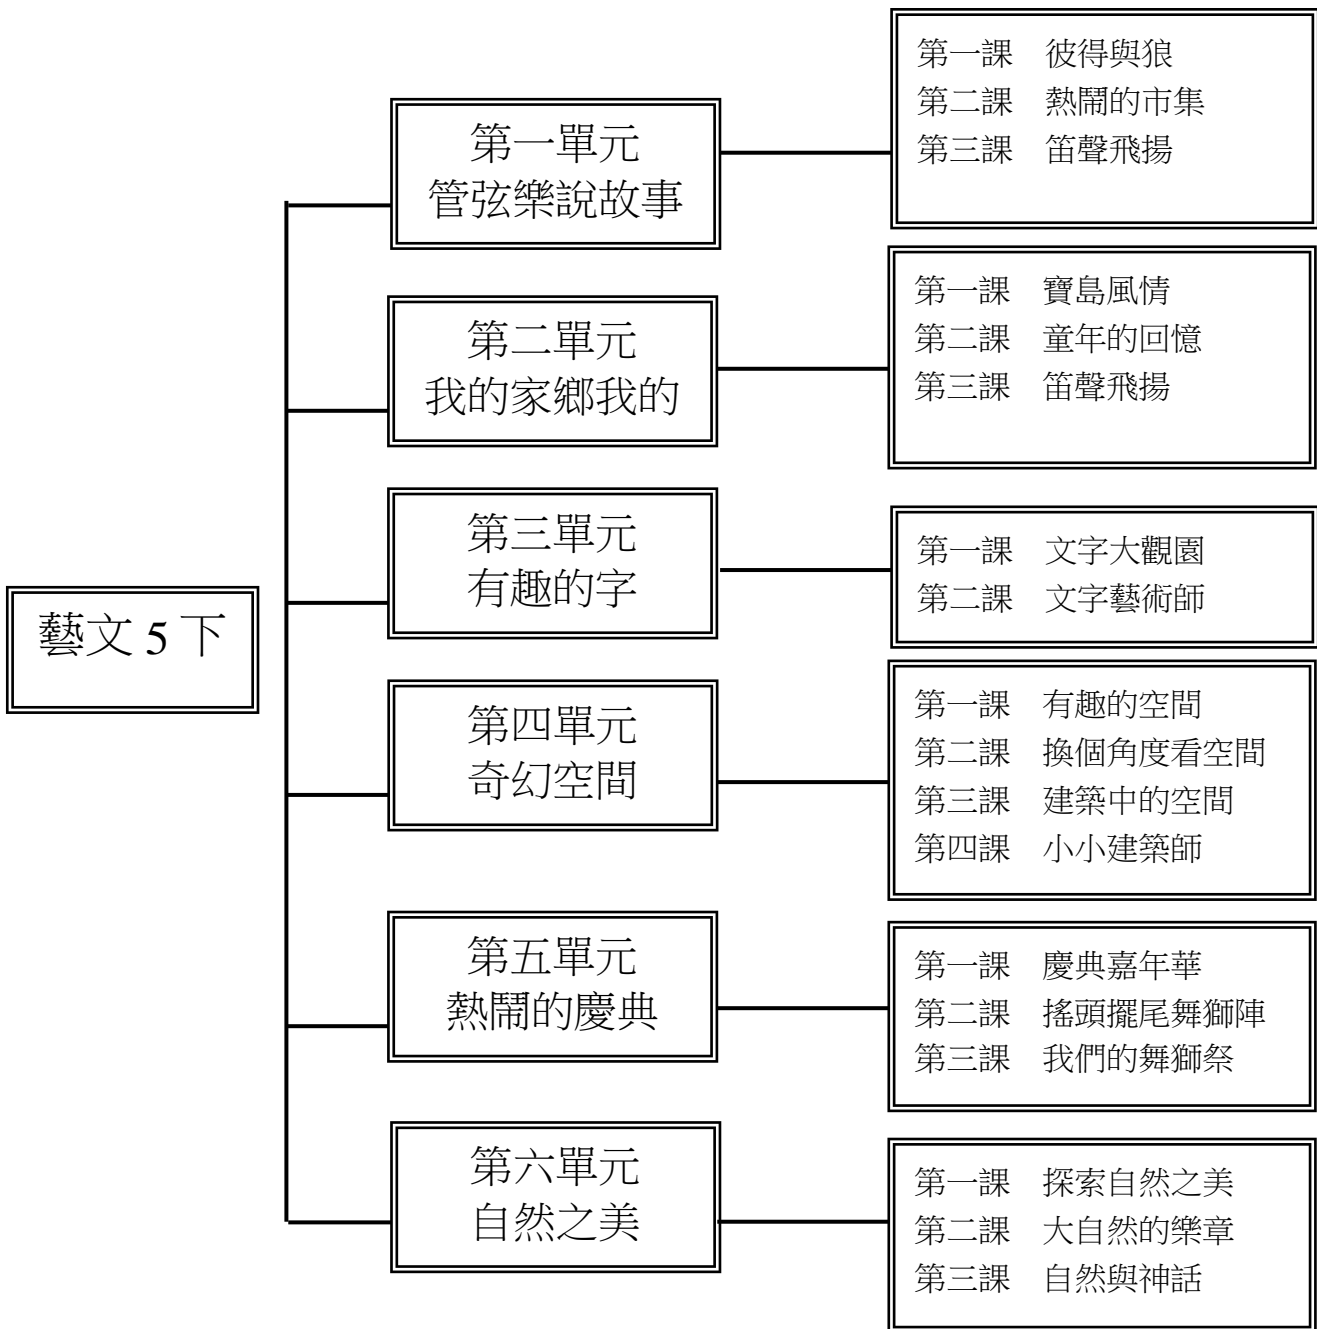 藝文 5 下
第一單元
管弦樂說故事
第一課　彼得與狼
第二課　熱鬧的市集
第三課　笛聲飛揚
第二單元
我的家鄉我的
第一課　寶島風情
第二課　童年的回憶
第三課　笛聲飛揚
第三單元
有趣的字
第一課　文字大觀園
第二課　文字藝術師
第四單元
奇幻空間
第一課　有趣的空間
第二課　換個角度看空間
第三課　建築中的空間
第四課　小小建築師
第五單元
熱鬧的慶典
第一課　慶典嘉年華
第二課　搖頭擺尾舞獅陣
第三課　我們的舞獅祭
第六單元
自然之美
第一課　探索自然之美
第二課　大自然的樂章
第三課　自然與神話